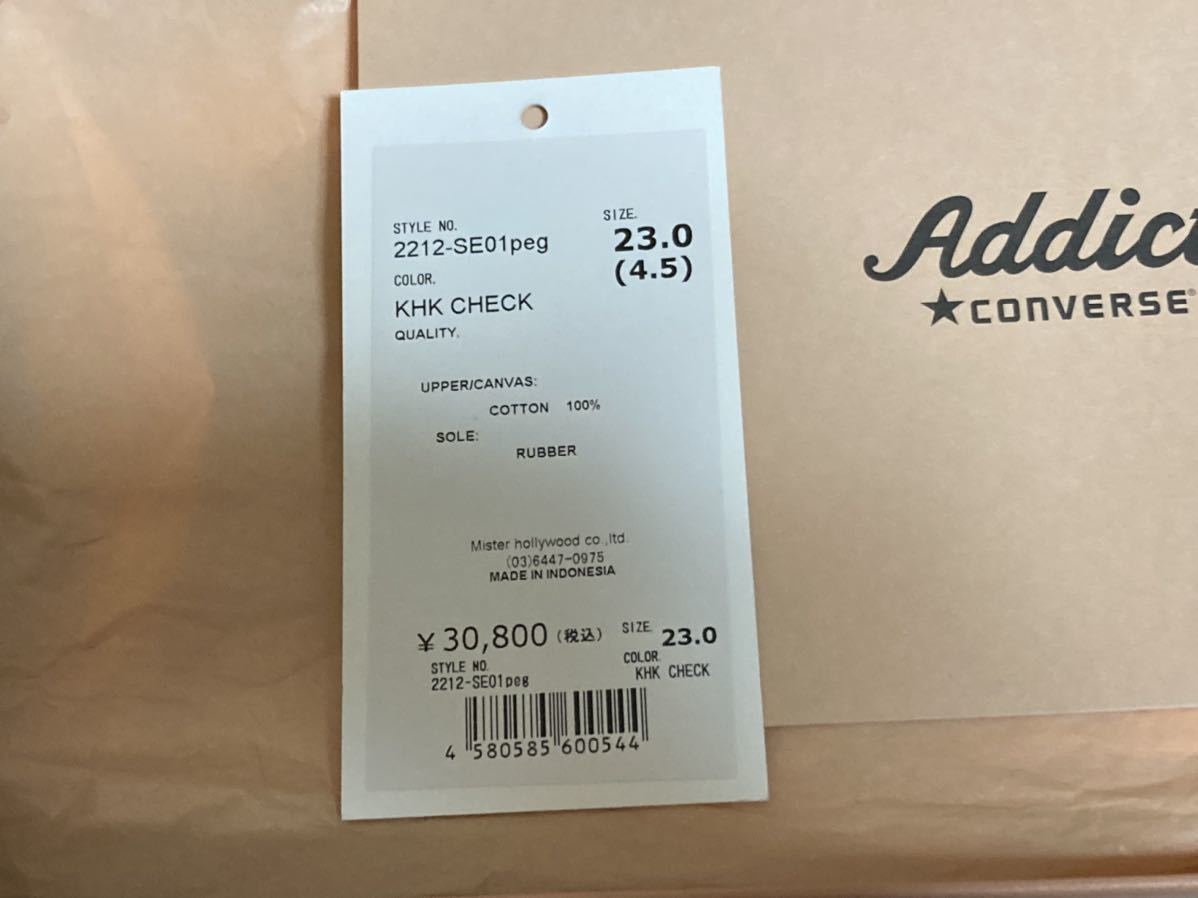 STYLE NO.
2212-SE01peg
SIZE.
23.0
(4.5)
COLOR.
KHK CHECK
QUALITY.
UPPER/CANVAS:
COTTON 100%
SOLE:
RUBBER
Mister hollywood co.,ltd.
(03)6447-0975
MADE IN INDONESIA
¥ 30,800 (税込)
SIZE. 23.0
STYLE NO.
2212-SE01peg
COLOR.
KHK CHECK
4 580585 600544
Addict
★CONVERSE®